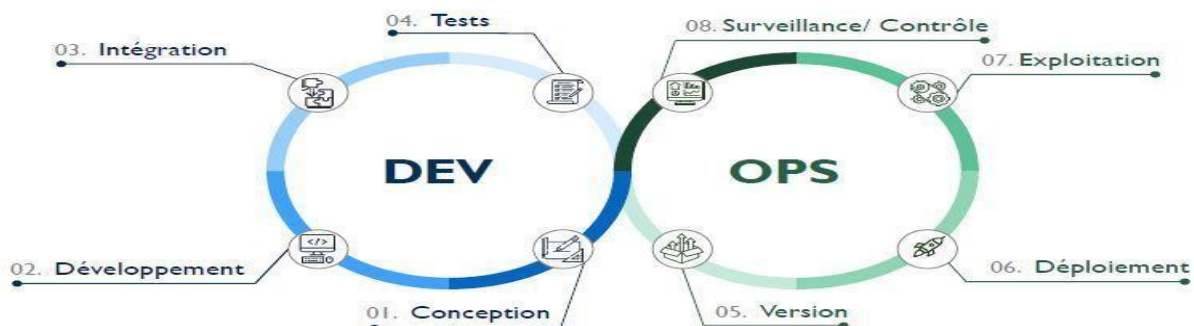 04. Tests
08. Surveillance/ Contrôle
03. Intégration
07. Exploitation
DEV
OPS
02. Développement
06. Déploiement
01. Conception
05. Version